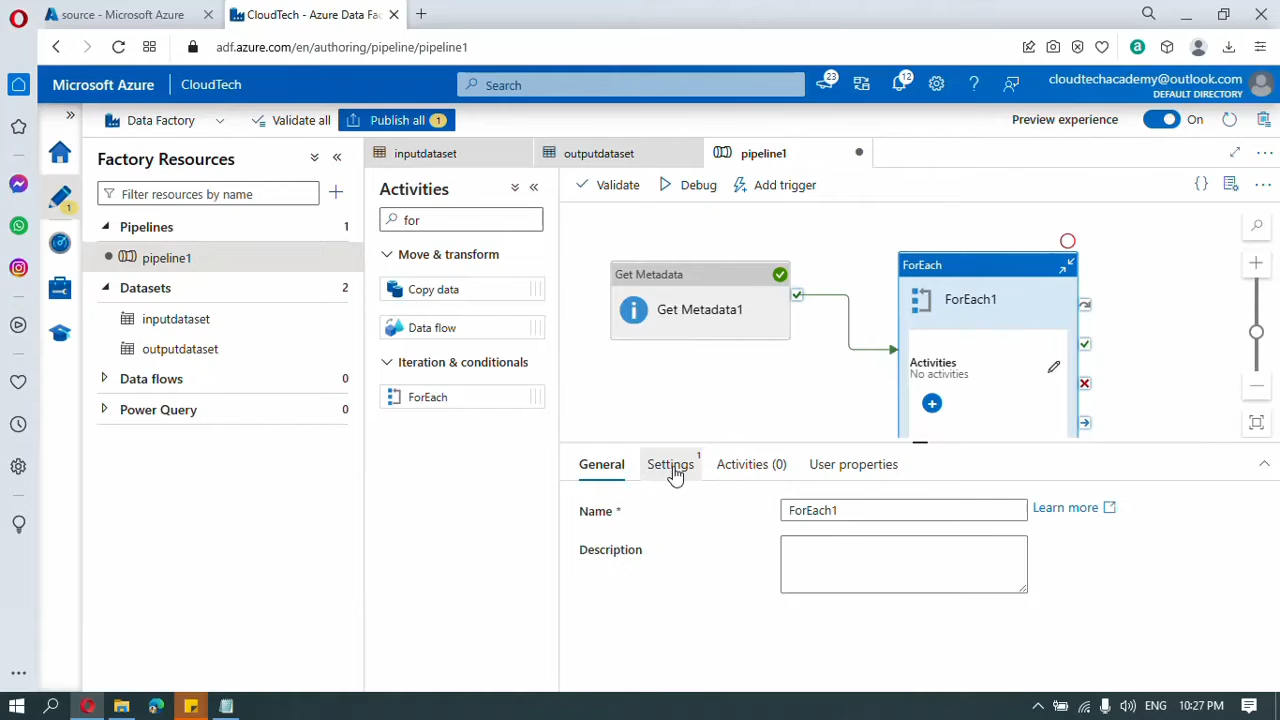 source - Microsoft Azure
CloudTech - Azure Data Fa
adf.azure.com/en/authoring/pipeline/pipeline1
Microsoft Azure
CloudTech
Search
23
12
cloudtechacademy@outlook.com
DEFAULT DIRECTORY
Data Factory
Validate all
Publish all
1
Preview experience
On
Factory Resources
Filter resources by name
Pipelines
1
pipeline1
Datasets
2
inputdataset
outputdataset
Data flows
0
Power Query
0
1
inputdataset
outputdataset
pipeline1
Activities
for
Move & transform
Copy data
Data flow
Iteration & conditionals
ForEach
Validate
Debug
Add trigger
Get Metadata
Get Metadata1
ForEach
ForEach1
Activities
No activities
General
Settings
1
Activities (0)
User properties
Name *
ForEach1
Learn more
Description
ENG
10:27 PM